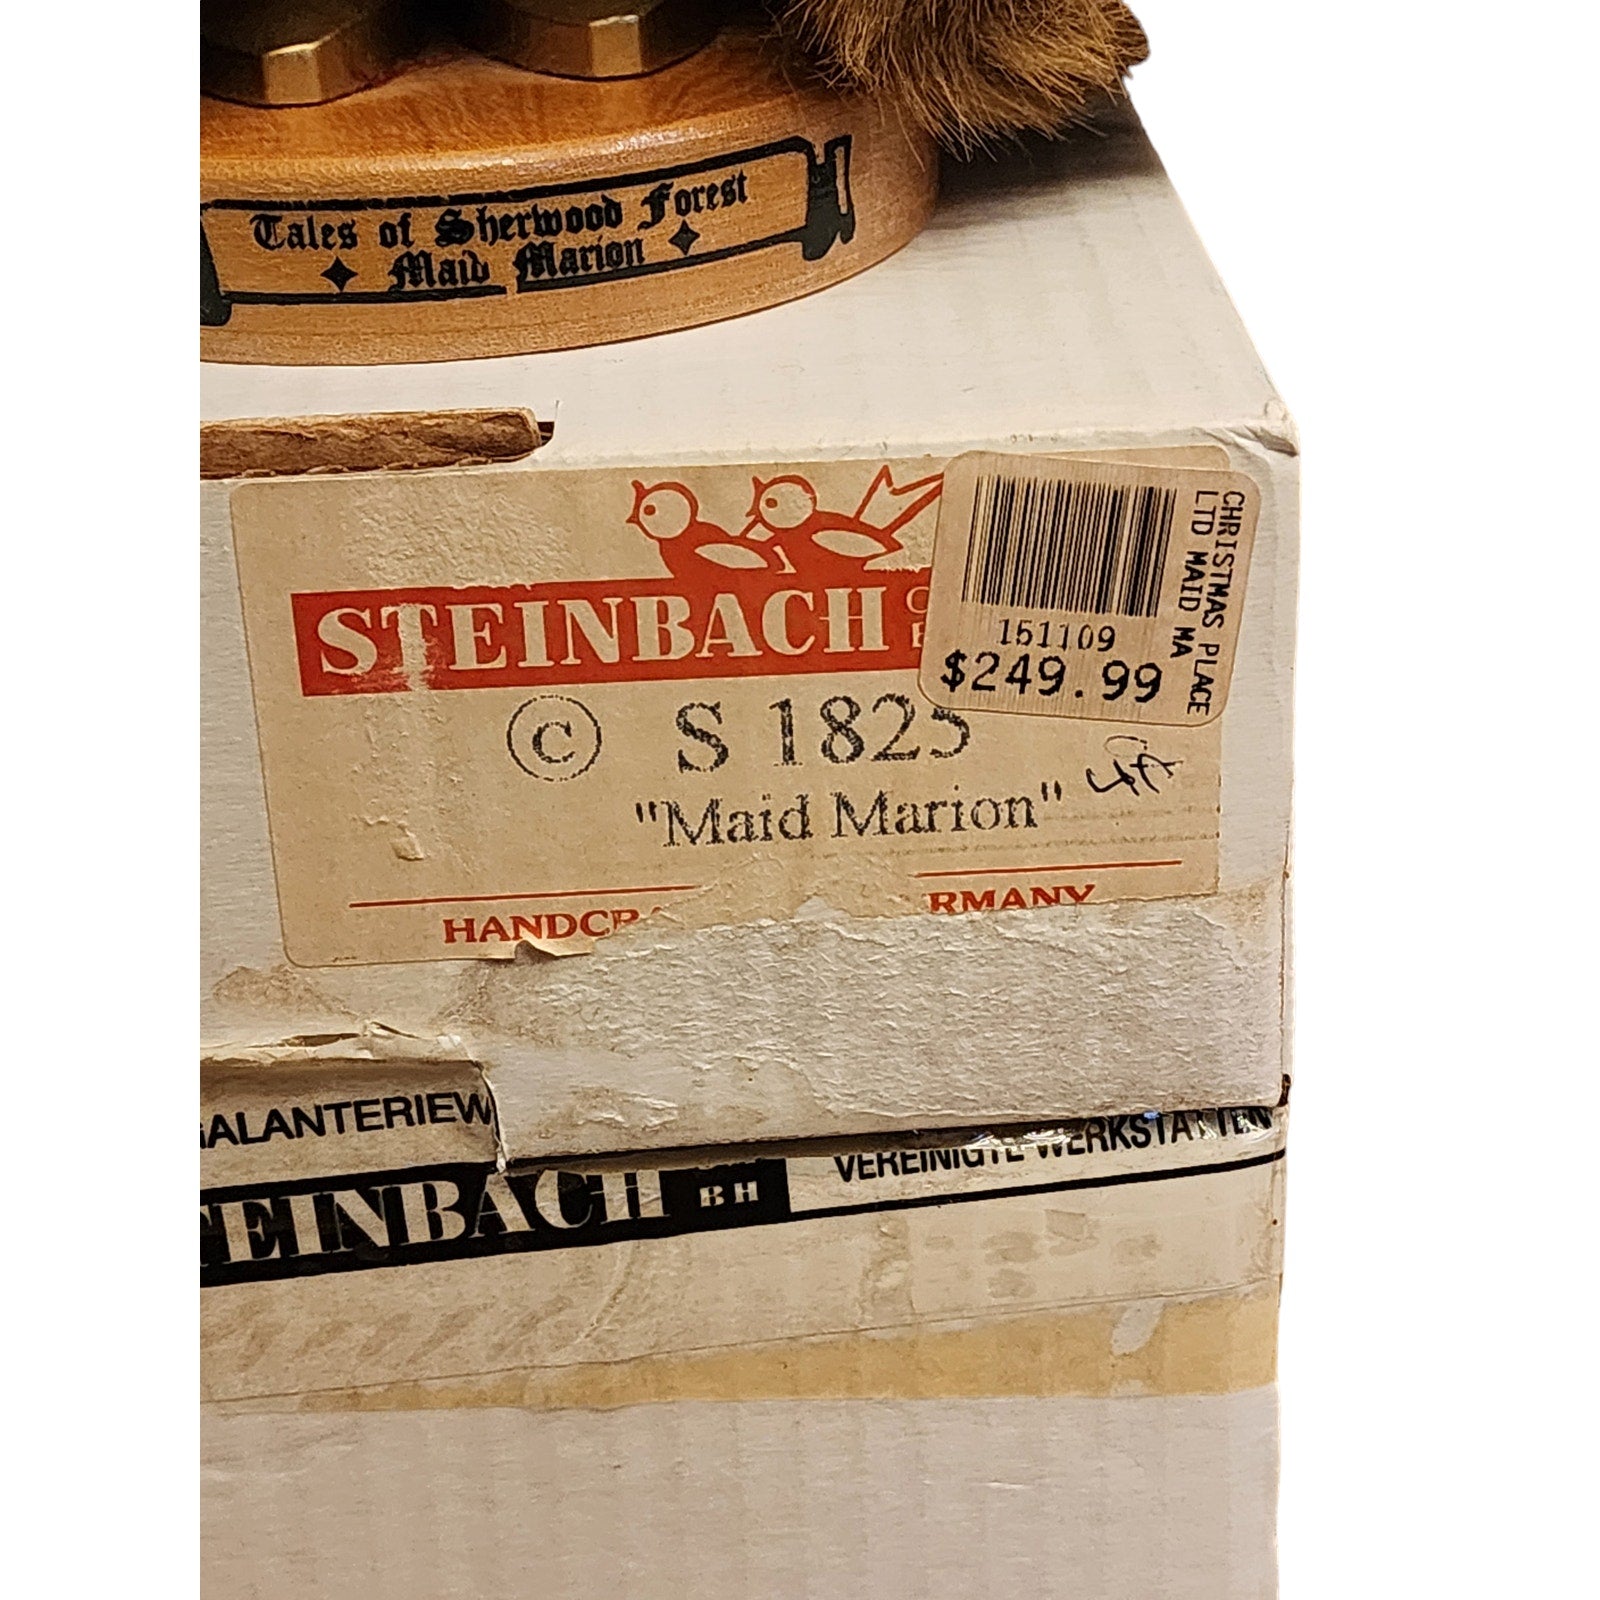 Tales of Sherwood Forest
Maid Marion
STEINBACH
CHRISTMAS PLACE
LTD MAID MA
151109
$249.99
© S 1825
"Maid Marion"
HANDCRA
RMANY
GALANTERIEW
STEINBACH
BH
VEREINIGTE WERKSTÄTTEN